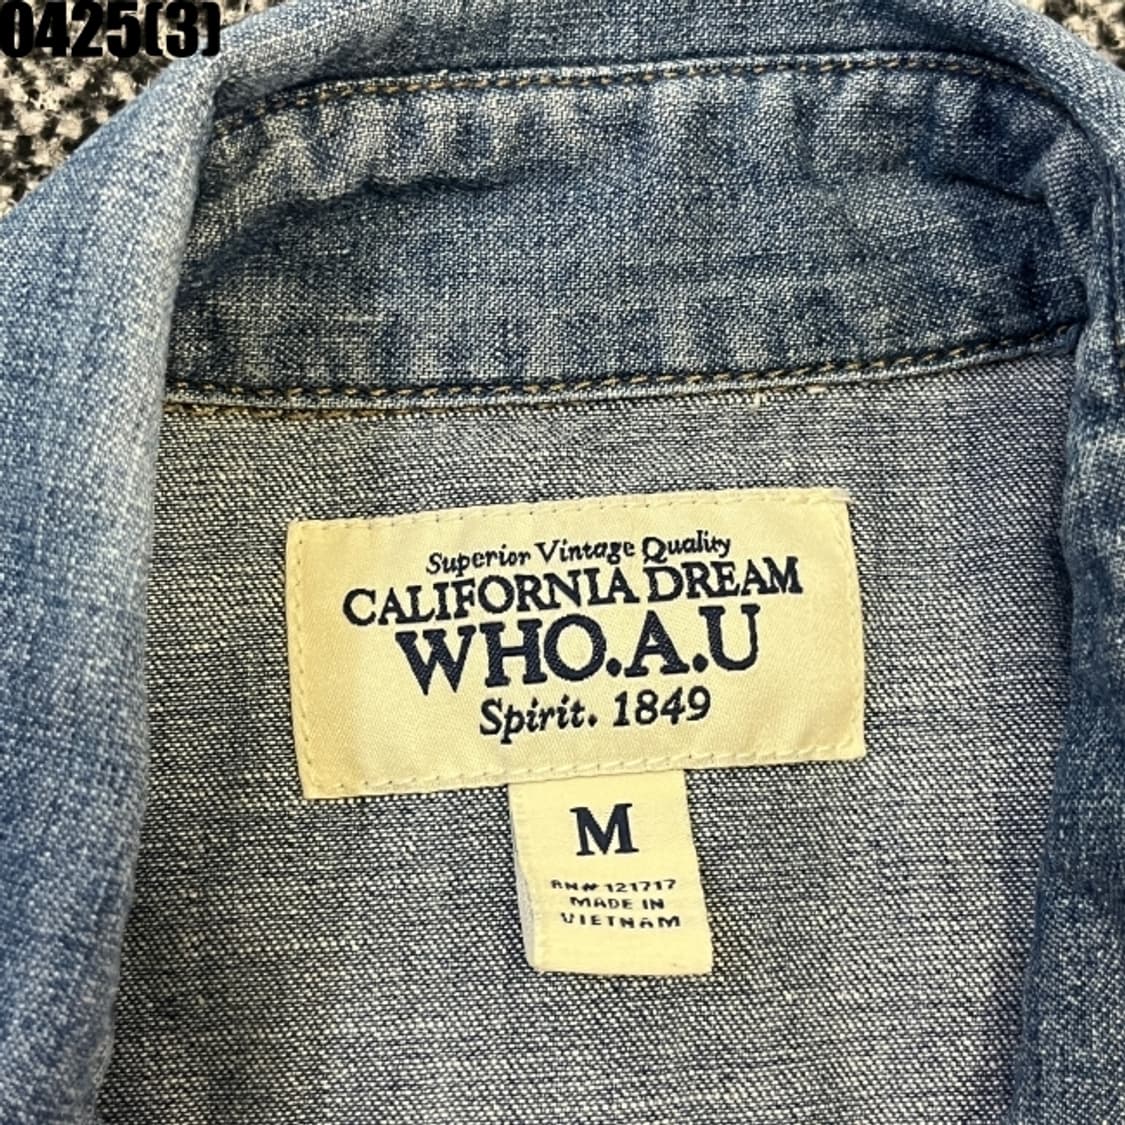 0425(3)
Superior Vintage Quality
CALIFORNIA DREAM
WHO.A.U
Spirit. 1849
M
RN# 121717
MADE IN
VIETNAM